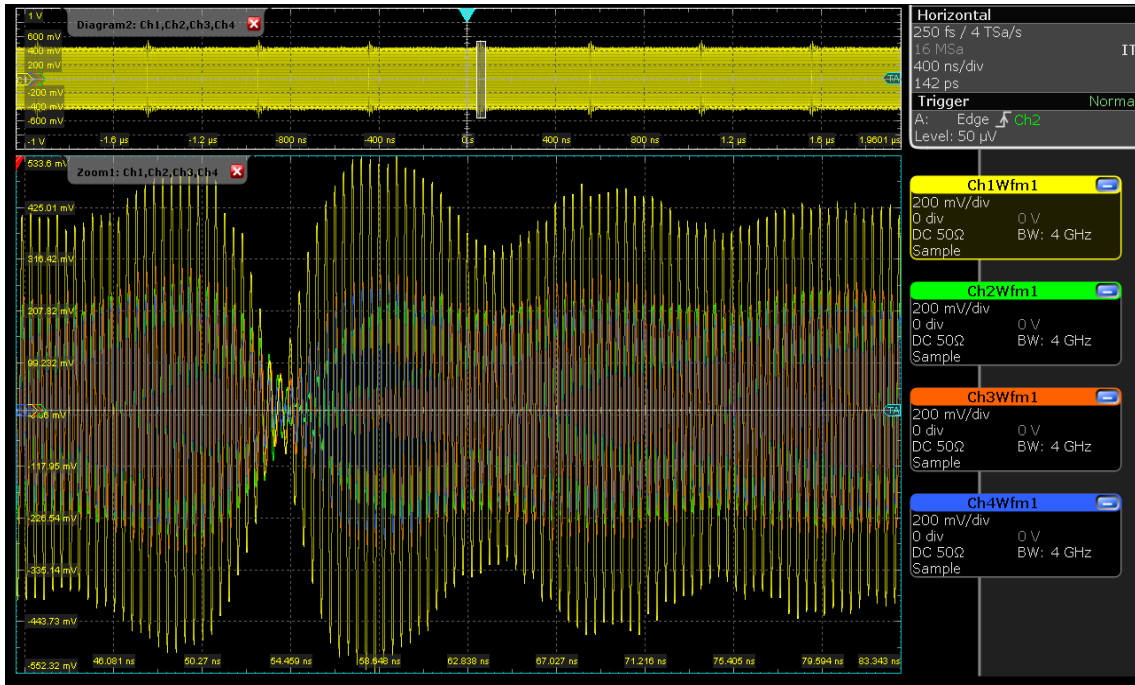 1 V
Diagram2: Ch1,Ch2,Ch3,Ch4
600 mV
400 mV
200 mV
C1
TA
-200 mV
-400 mV
-600 mV
-1 V
-1.6 µs
-1.2 µs
-800 ns
-400 ns
0 s
400 ns
800 ns
1.2 µs
1.6 µs
1.9601 µs
533.6 mV
Zoom1: Ch1,Ch2,Ch3,Ch4
425.01 mV
316.42 mV
207.82 mV
99.232 mV
TA
-117.95 mV
-226.54 mV
-335.14 mV
-443.73 mV
-552.32 mV
46.081 ns
50.27 ns
54.459 ns
58.648 ns
62.838 ns
67.027 ns
71.216 ns
75.405 ns
79.594 ns
83.343 ns
Horizontal
250 fs / 4 TSa/s
16 MSa
IT
400 ns/div
142 ps
Trigger
Norma
A: Edge Ch2
Level: 50 µV
Ch1Wfm1
200 mV/div
0 div 0 V
DC 50Ω BW: 4 GHz
Sample
Ch2Wfm1
200 mV/div
0 div 0 V
DC 50Ω BW: 4 GHz
Sample
Ch3Wfm1
200 mV/div
0 div 0 V
DC 50Ω BW: 4 GHz
Sample
Ch4Wfm1
200 mV/div
0 div 0 V
DC 50Ω BW: 4 GHz
Sample